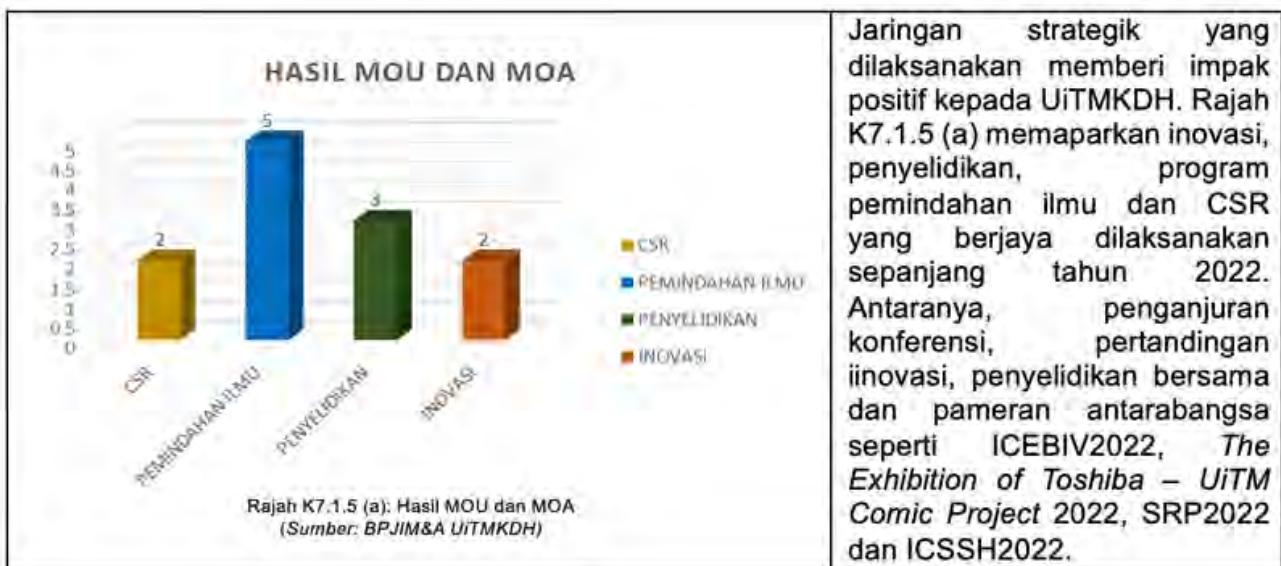 HASIL MOU DAN MOA
5
4.5
4
3.5
3
2.5
2
1.5
1
0.5
0
2
5
3
2
CSR
PEMINDAHAN ILMU
PENYELIDIKAN
INOVASI
CSR
PEMINDAHAN ILMU
PENYELIDIKAN
INOVASI
Rajah K7.1.5 (a): Hasil MOU dan MOA
(Sumber: BPJIM&A UiTMKDH)
Jaringan strategik yang
dilaksanakan memberi impak
positif kepada UiTMKDH. Rajah
K7.1.5 (a) memaparkan inovasi,
penyelidikan, program
pemindahan ilmu dan CSR
yang berjaya dilaksanakan
sepanjang tahun 2022.
Antaranya, penganjuran
konferensi, pertandingan
iinovasi, penyelidikan bersama
dan pameran antarabangsa
seperti ICEBIV2022, The
Exhibition of Toshiba – UiTM
Comic Project 2022, SRP2022
dan ICSSH2022.